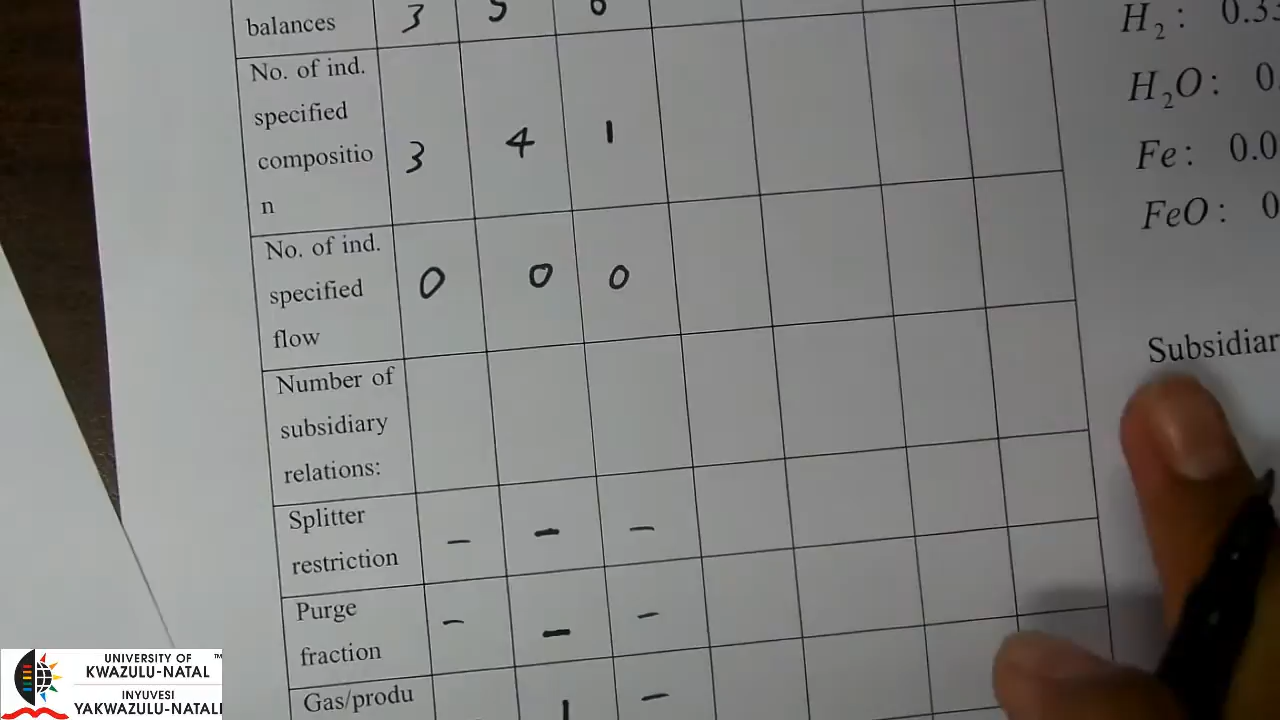 balances 3 5 6
No. of ind.
specified
compositio 3 4 1
n
No. of ind.
specified 0 0 0
flow
Number of
subsidiary
relations:
Splitter
restriction – – –
Purge
fraction – – –
Gas/produ 1 –
H₂: 0.33
H₂O: 0
Fe: 0.0
FeO: 0
Subsidiar
UNIVERSITY OF ™
KWAZULU-NATAL
INYUVESI
YAKWAZULU-NATALI